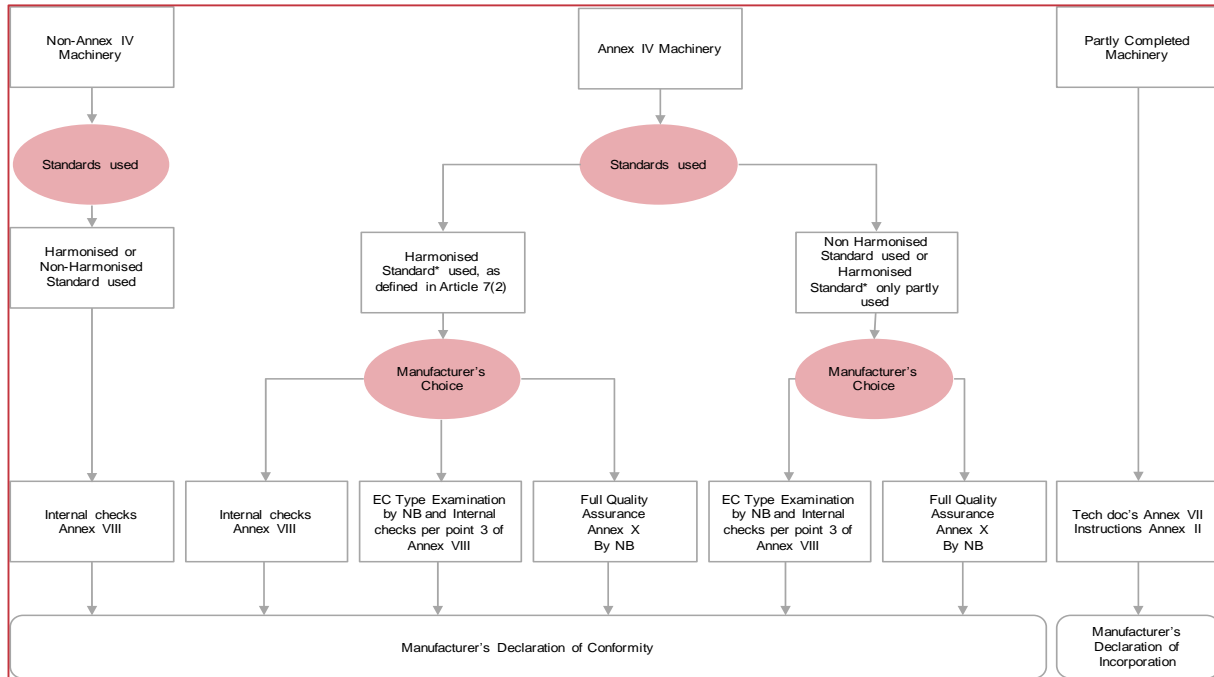 Non-Annex IV
Machinery
Annex IV Machinery
Partly Completed
Machinery
Standards used
Standards used
Harmonised or
Non-Harmonised
Standard used
Harmonised
Standard* used, as
defined in Article 7(2)
Non Harmonised
Standard used or
Harmonised
Standard* only partly
used
Manufacturer's
Choice
Manufacturer's
Choice
Internal checks
Annex VIII
Internal checks
Annex VIII
EC Type Examination
by NB and Internal
checks per point 3 of
Annex VIII
Full Quality
Assurance
Annex X
By NB
EC Type Examination
by NB and Internal
checks per point 3 of
Annex VIII
Full Quality
Assurance
Annex X
By NB
Tech doc's Annex VII
Instructions Annex II
Manufacturer's Declaration of Conformity
Manufacturer's
Declaration of
Incorporation